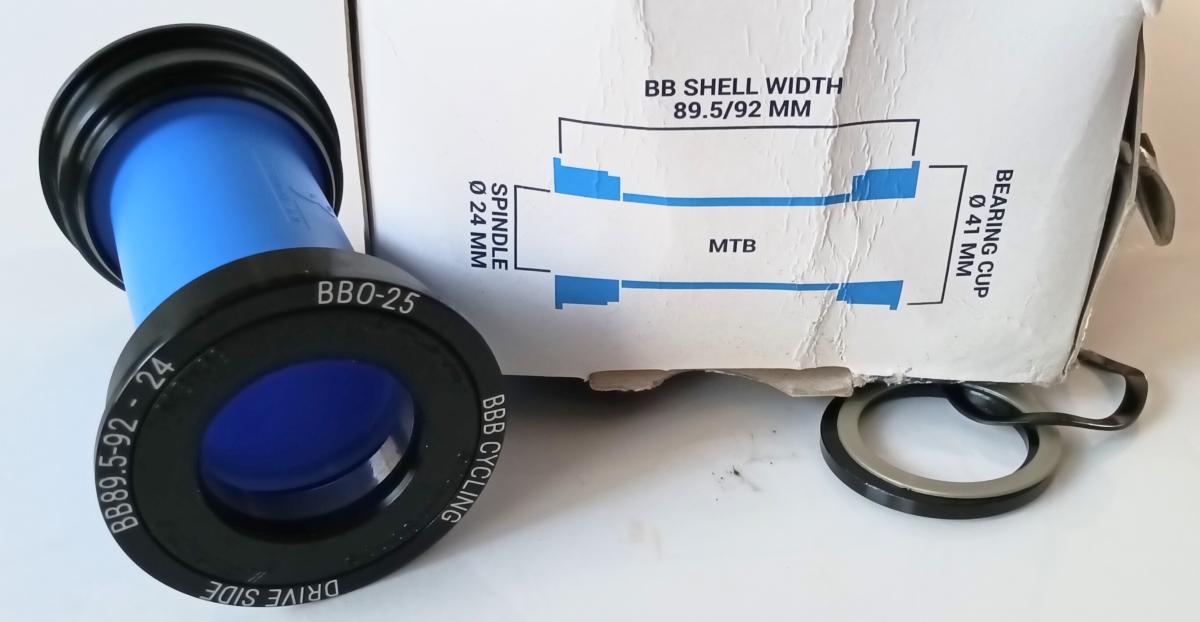 BBO-25
BB89.5-92 - 24
BBB CYCLING
DRIVE SIDE
BB SHELL WIDTH
89.5/92 MM
SPINDLE
Ø 24 MM
MTB
BEARING CUP
Ø 41 MM